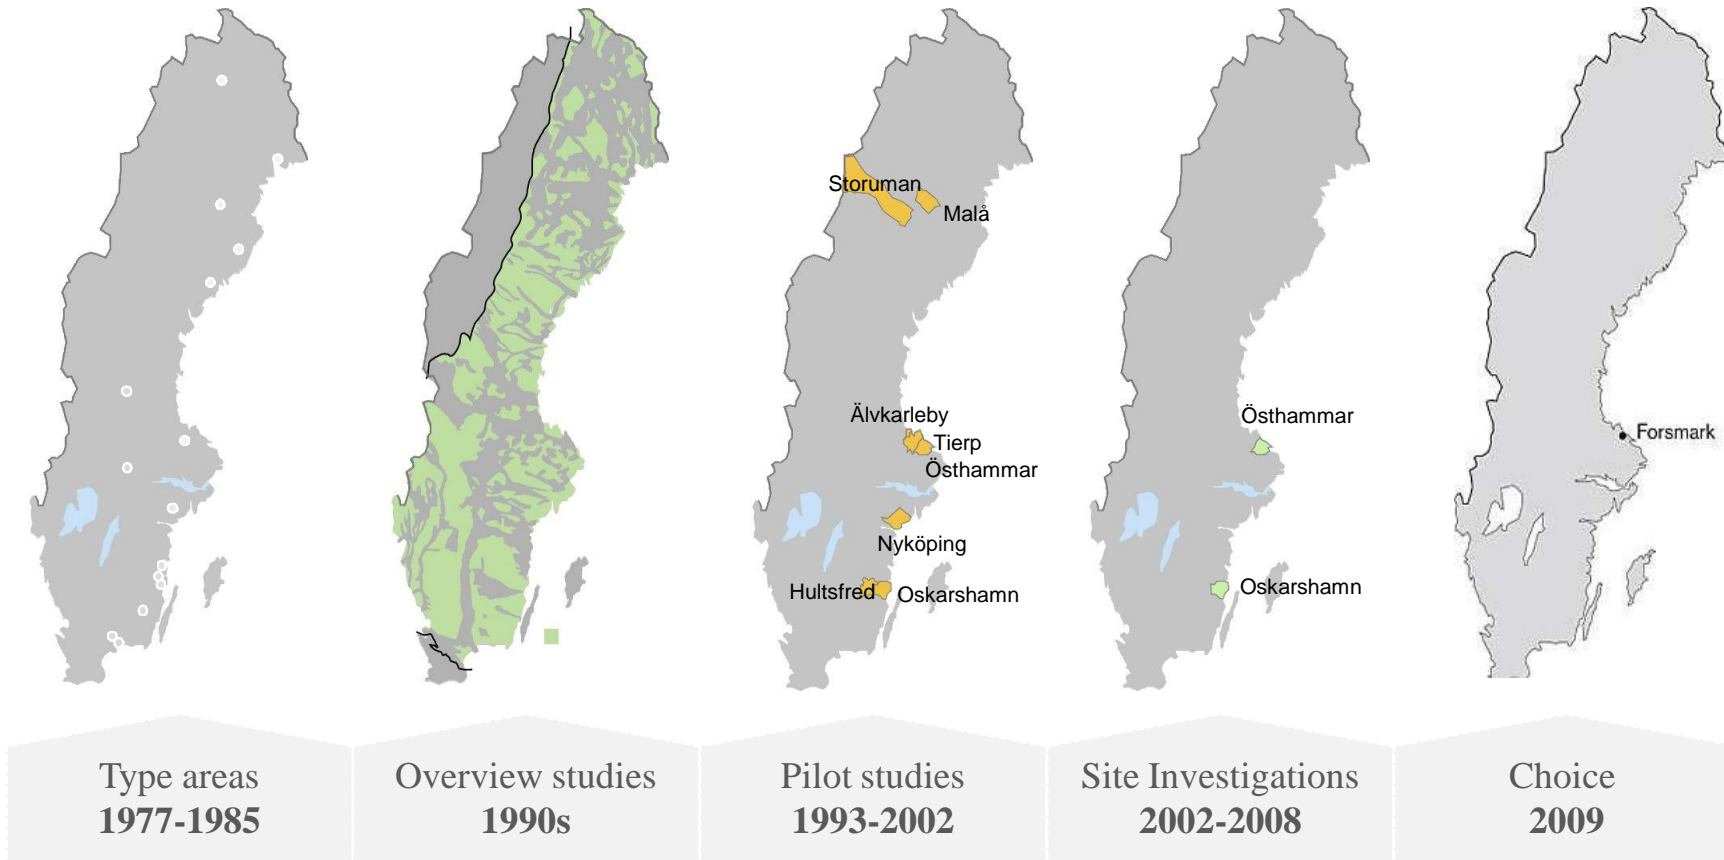 Storuman
Malå
Älvkarleby
Tierp
Östhammar
Nyköping
Hultsfred
Oskarshamn
Östhammar
Oskarshamn
Forsmark
Type areas
1977-1985
Overview studies
1990s
Pilot studies
1993-2002
Site Investigations
2002-2008
Choice
2009